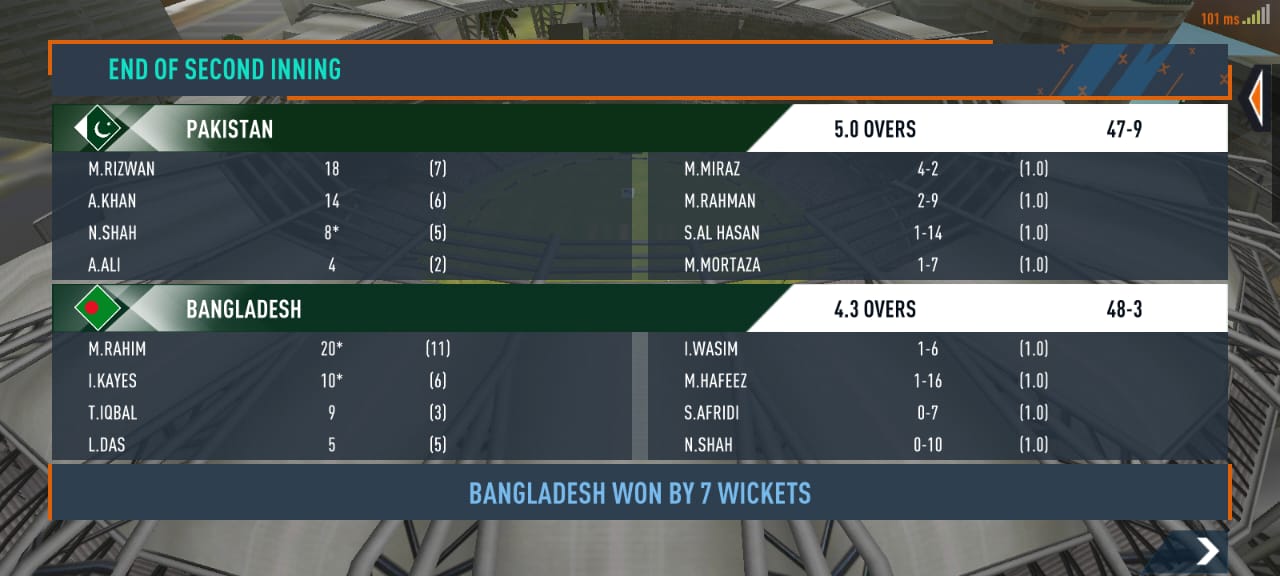 101 ms
END OF SECOND INNING
PAKISTAN 5.0 OVERS 47-9
M.RIZWAN 18 (7) M.MIRAZ 4-2 (1.0)
A.KHAN 14 (6) M.RAHMAN 2-9 (1.0)
N.SHAH 8* (5) S.AL HASAN 1-14 (1.0)
A.ALI 4 (2) M.MORTAZA 1-7 (1.0)
BANGLADESH 4.3 OVERS 48-3
M.RAHIM 20* (11) I.WASIM 1-6 (1.0)
I.KAYES 10* (6) M.HAFEEZ 1-16 (1.0)
T.IQBAL 9 (3) S.AFRIDI 0-7 (1.0)
L.DAS 5 (5) N.SHAH 0-10 (1.0)
BANGLADESH WON BY 7 WICKETS